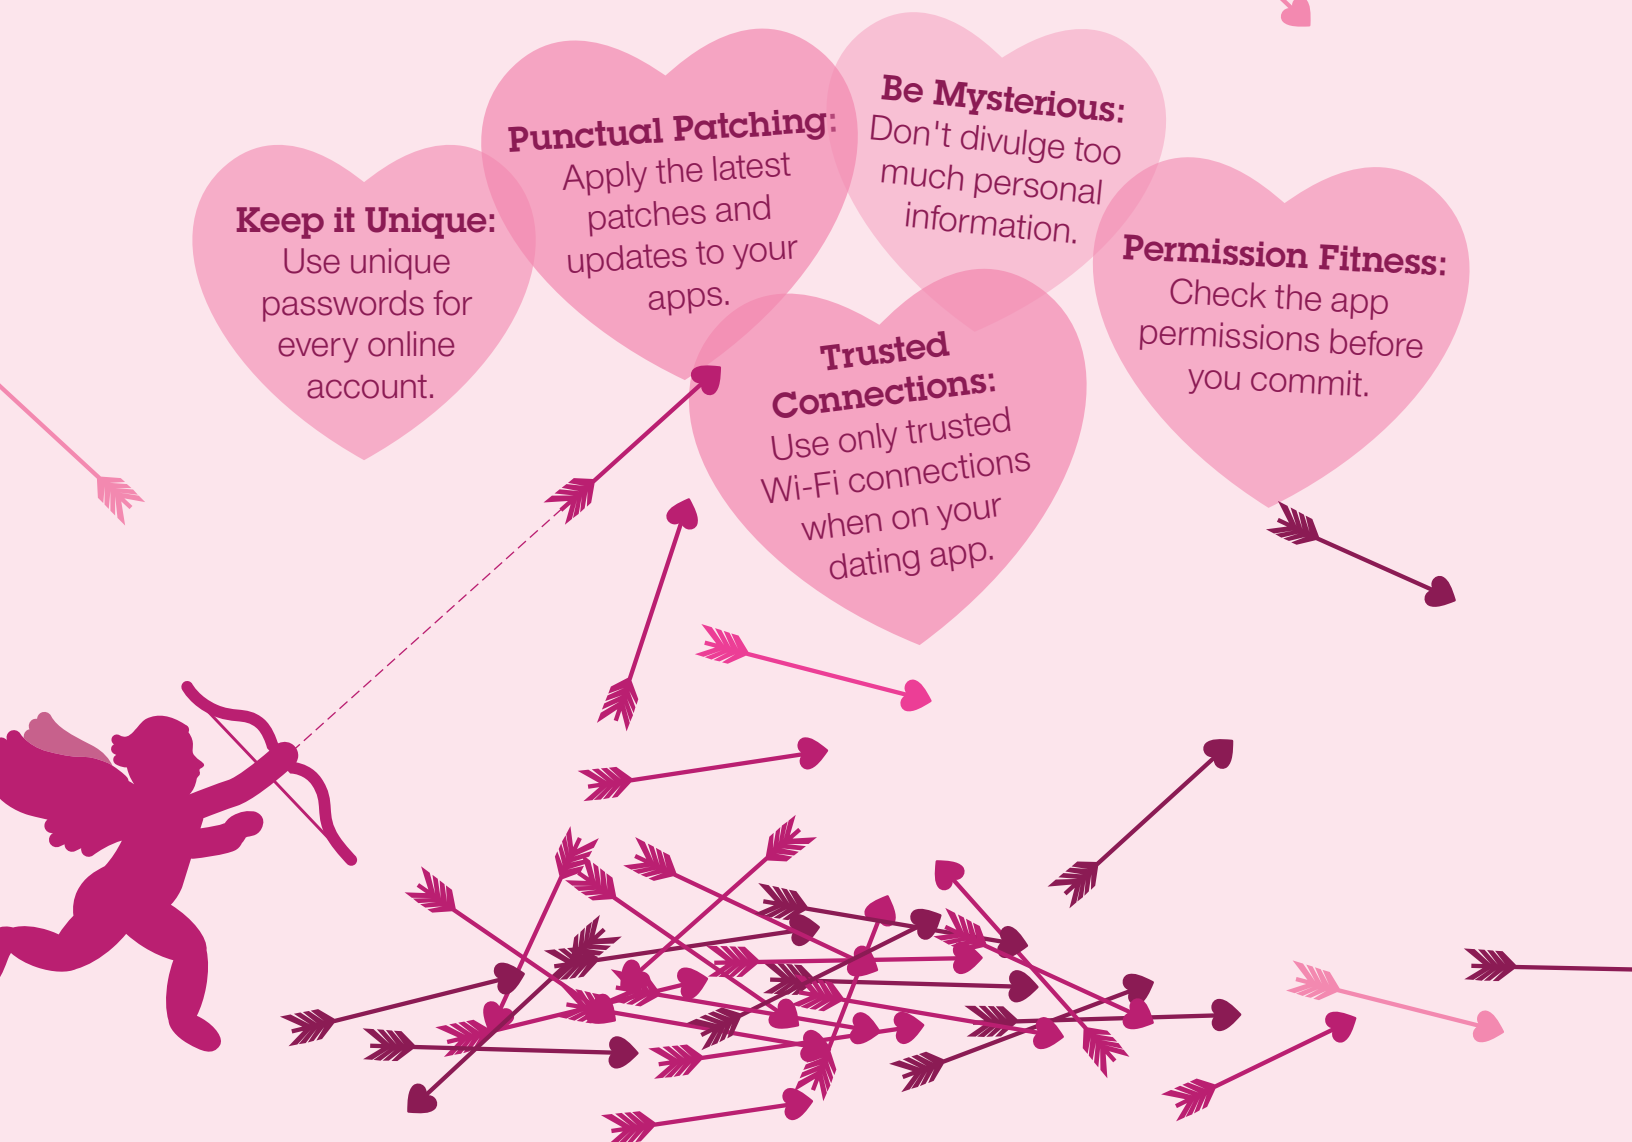 Keep it Unique:
Use unique
passwords for
every online
account.
Punctual Patching:
Apply the latest
patches and
updates to your
apps.
Be Mysterious:
Don't divulge too
much personal
information.
Trusted
Connections:
Use only trusted
Wi-Fi connections
when on your
dating app.
Permission Fitness:
Check the app
permissions before
you commit.